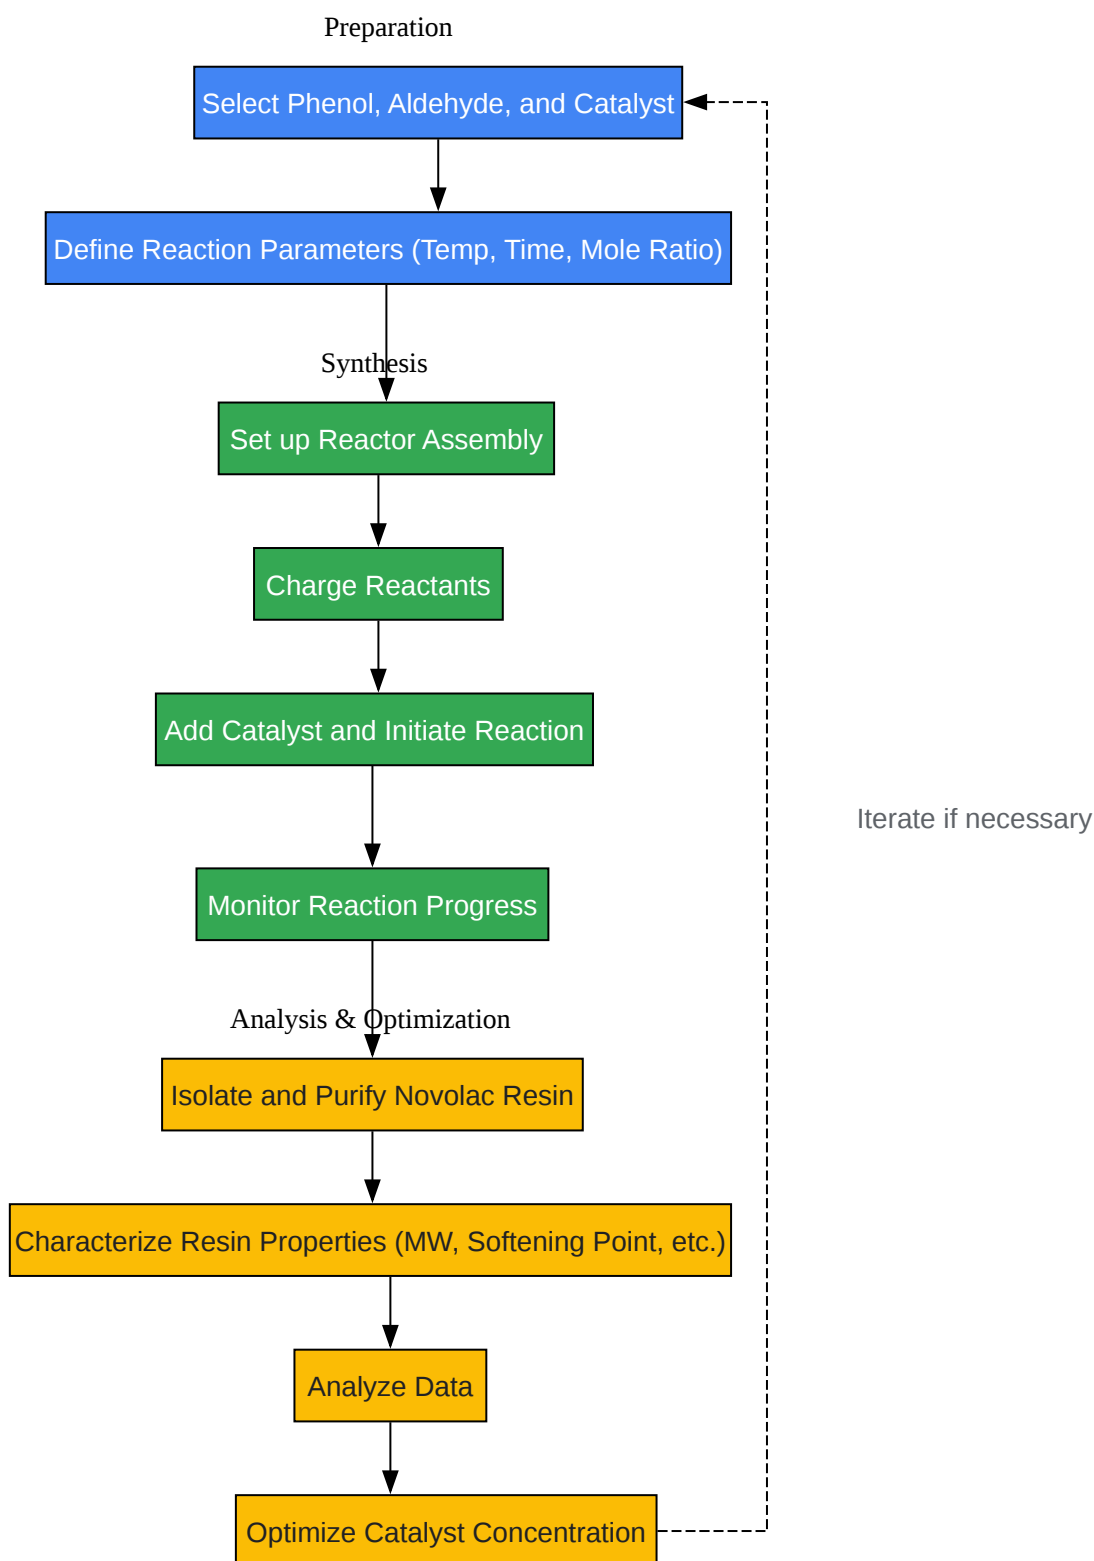 Preparation
Select Phenol, Aldehyde, and Catalyst
Define Reaction Parameters (Temp, Time, Mole Ratio)
Synthesis
Set up Reactor Assembly
Charge Reactants
Add Catalyst and Initiate Reaction
Iterate if necessary
Monitor Reaction Progress
Analysis & Optimization
Isolate and Purify Novolac Resin
Characterize Resin Properties (MW, Softening Point, etc.)
Analyze Data
Optimize Catalyst Concentration